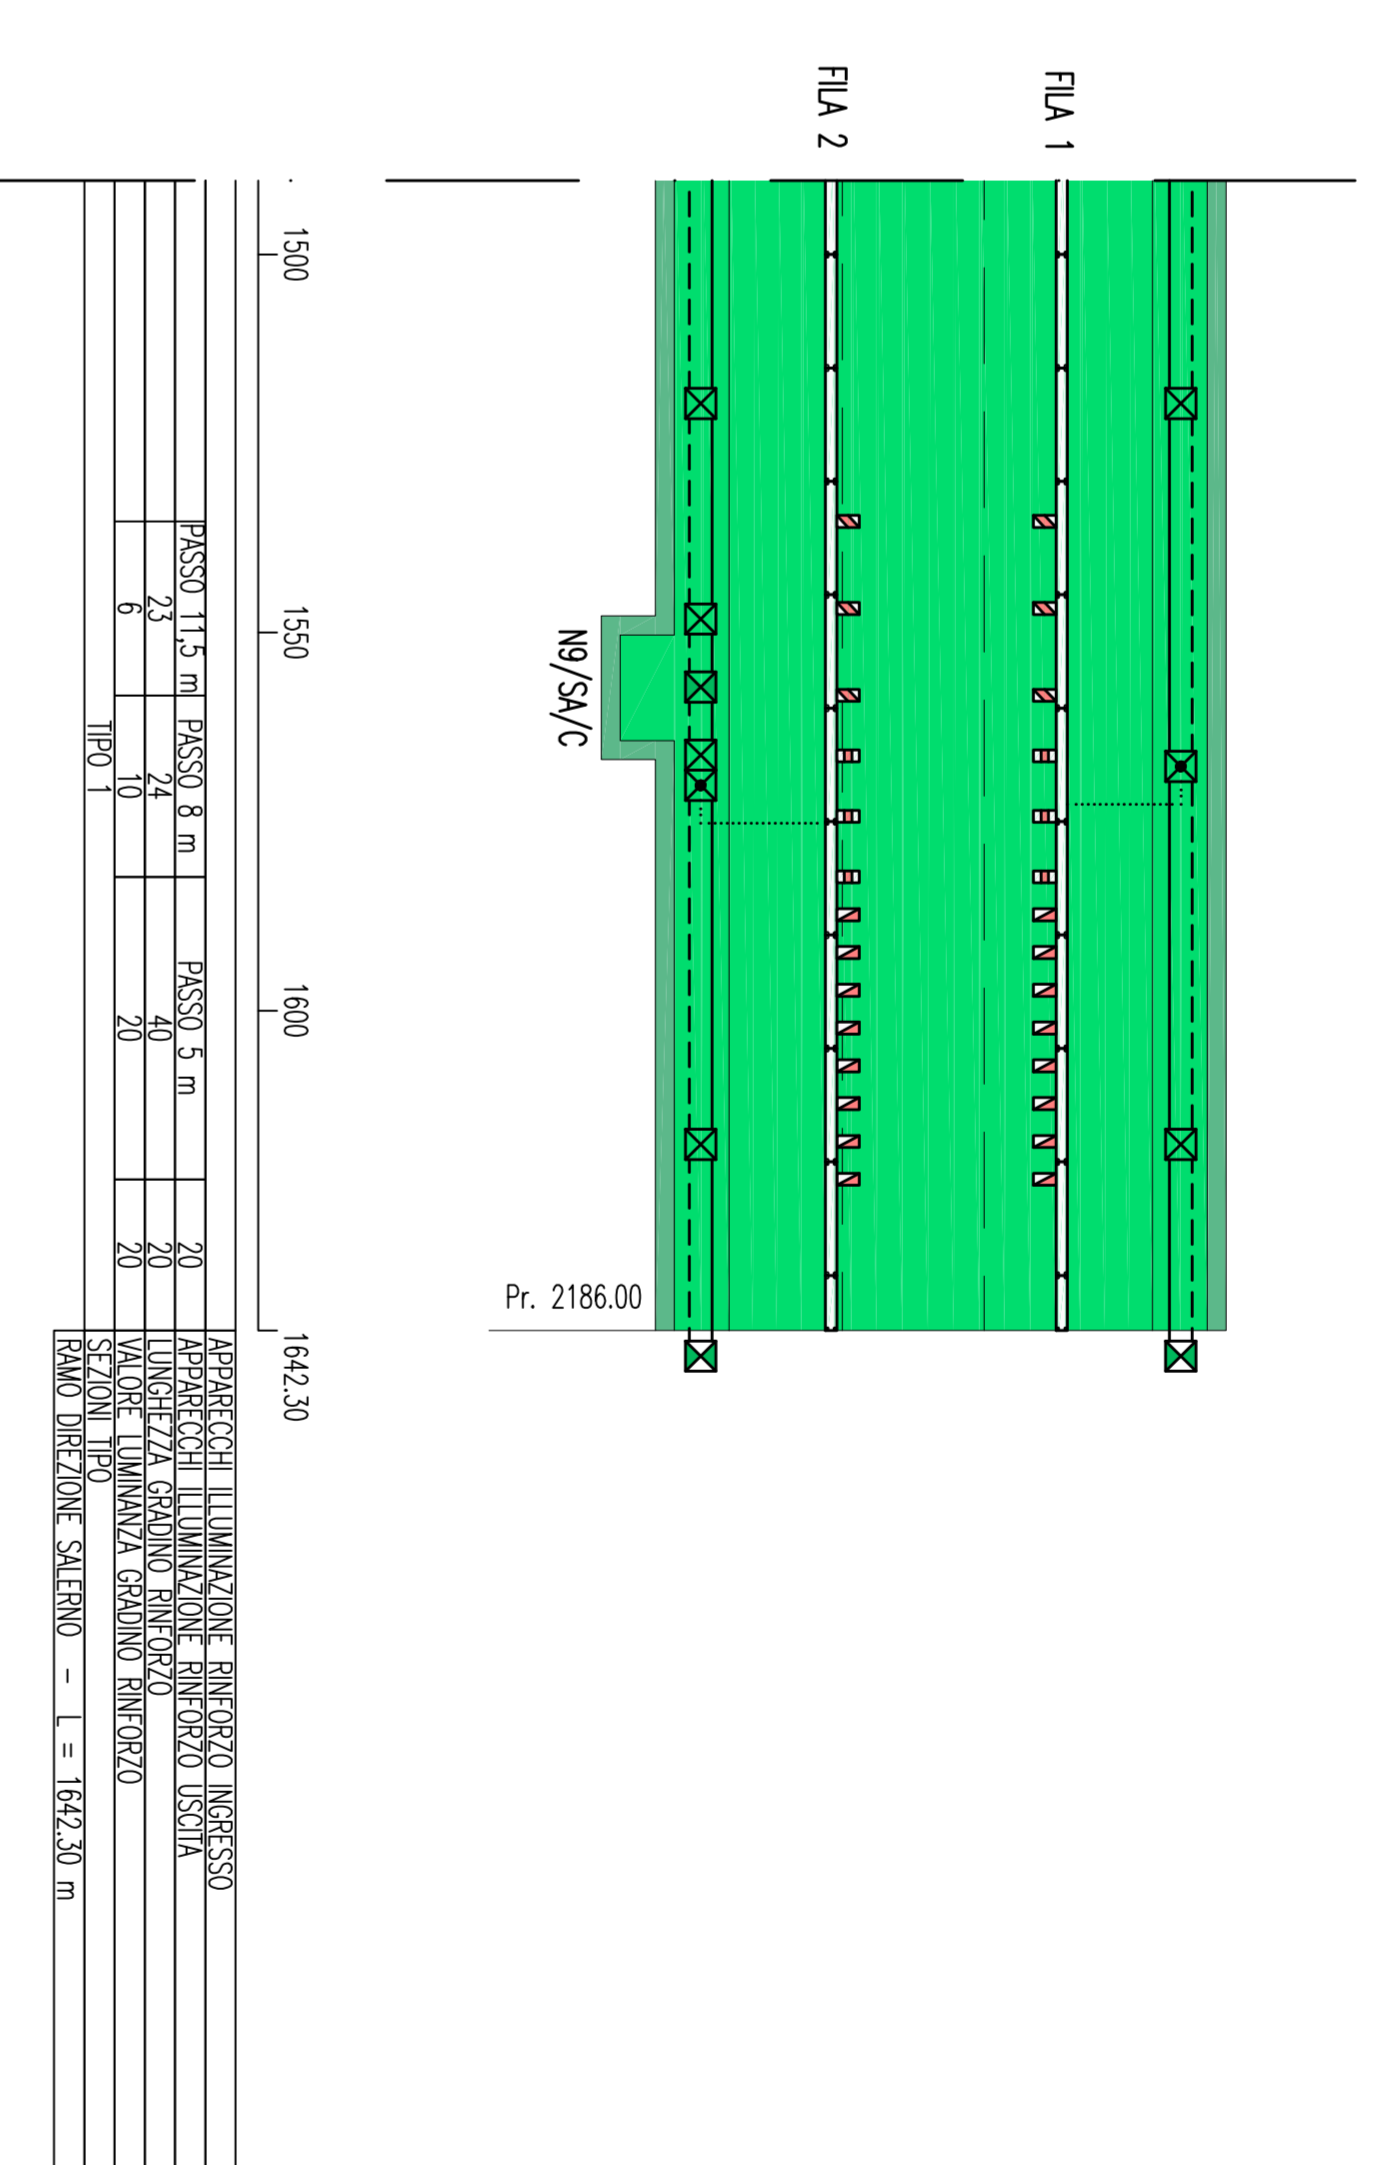 FILA 1
FILA 2
N9/SA/C
Pr. 2186.00
1500
1550
1600
1642.30
APPARECCHI ILLUMINAZIONE RINFORZO INGRESSO
PASSO 11,5 m
PASSO 8 m
PASSO 5 m
20
APPARECCHI ILLUMINAZIONE RINFORZO USCITA
23
24
40
20
LUNGHEZZA GRADINO RINFORZO
6
10
20
20
VALORE LUMINANZA GRADINO RINFORZO
TIPO 1
SEZIONI TIPO
RAMO DIREZIONE SALERNO - L = 1642.30 m